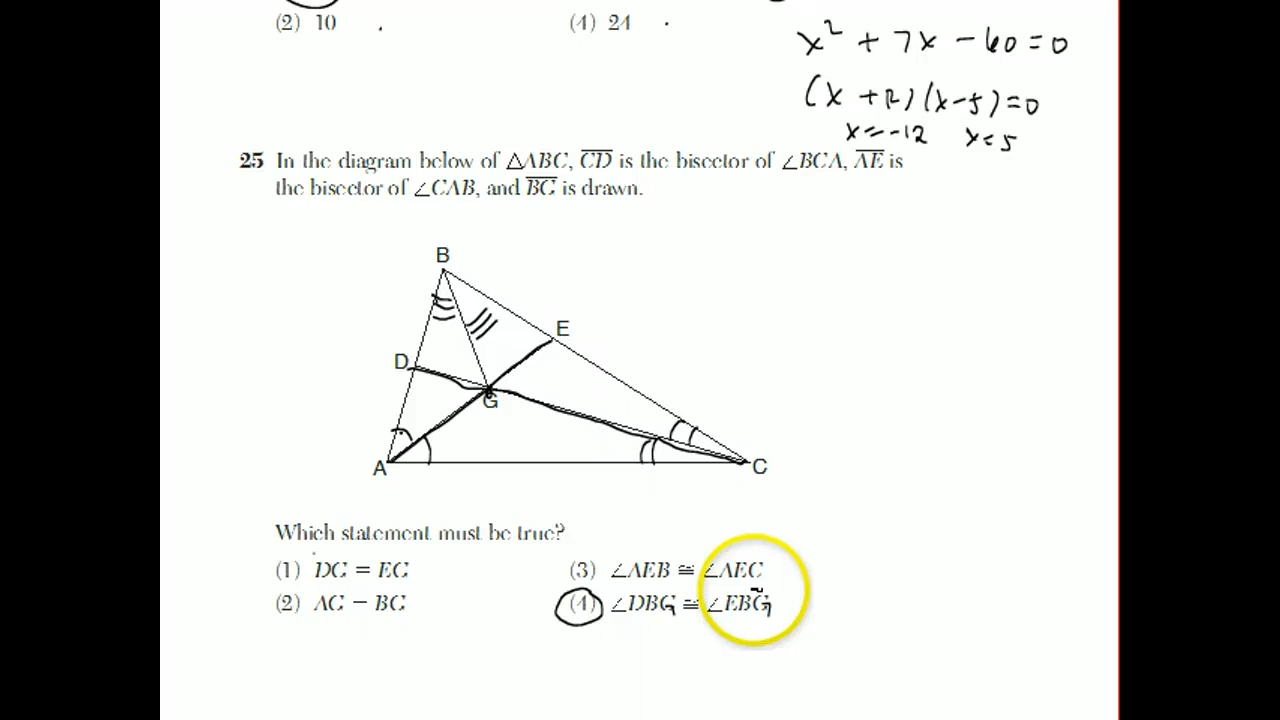 (2) 10 (4) 24
x² + 7x - 60 = 0
(x + 12)(x - 5) = 0
x = -12 x = 5
25 In the diagram below of △ABC, CD is the bisector of ∠BCA, AE is
the bisector of ∠CAB, and BG is drawn.
B
E
D
G
A
C
Which statement must be true?
(1) DG = EG (3) ∠AEB ≅ ∠AEC
(2) AG = BG (4) ∠DBG ≅ ∠EBG